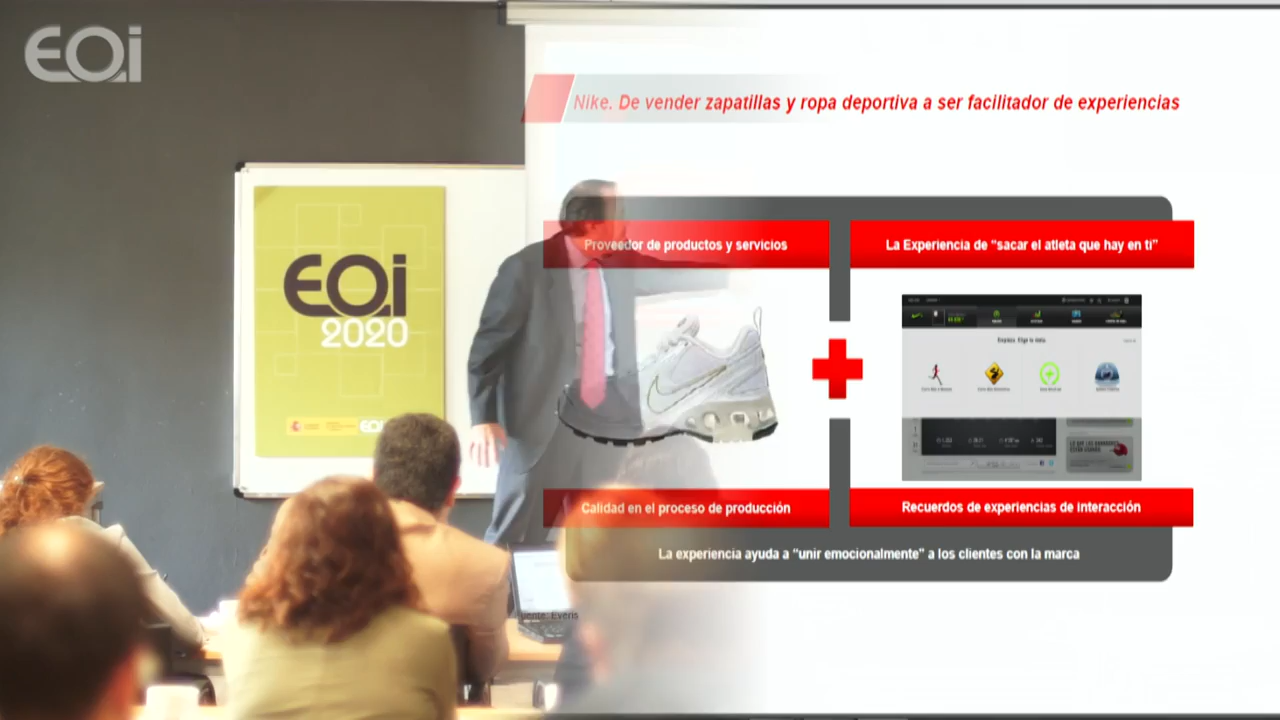 EOi
Nike. De vender zapatillas y ropa deportiva a ser facilitador de experiencias
Proveedor de productos y servicios
La Experiencia de “sacar el atleta que hay en ti”
EOi
2020
EOi
Calidad en el proceso de producción
Recuerdos de experiencias de interacción
La experiencia ayuda a “unir emocionalmente” a los clientes con la marca
uente: Everis